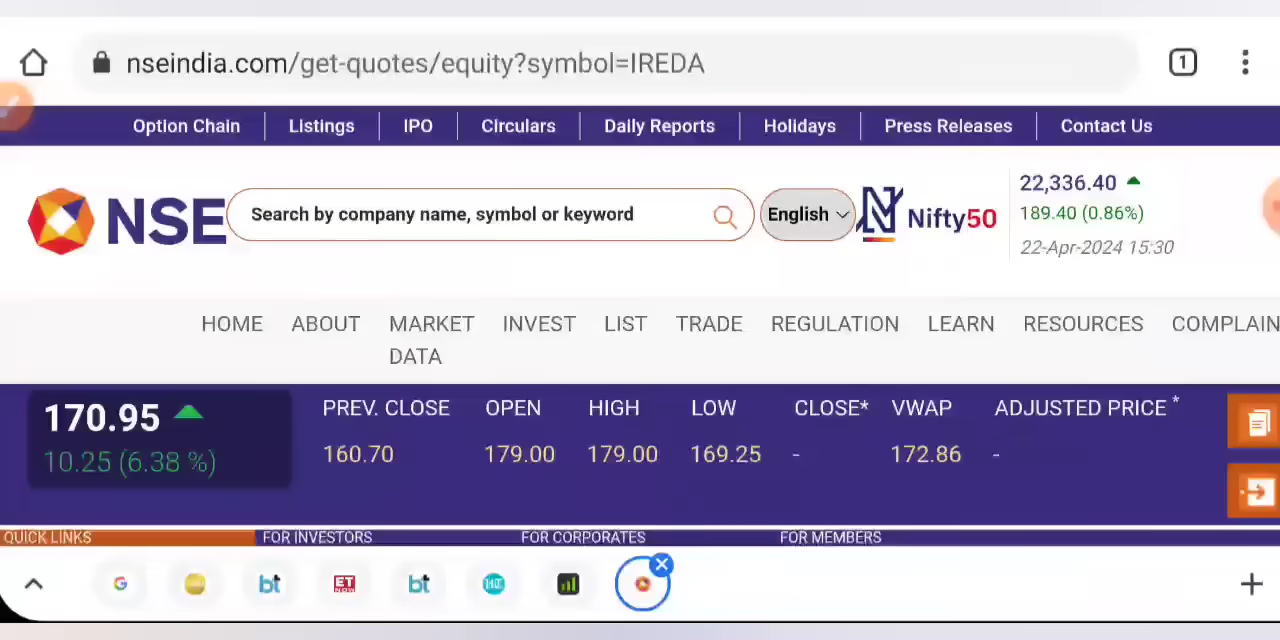 nseindia.com/get-quotes/equity?symbol=IREDA
1
Option Chain Listings IPO Circulars Daily Reports Holidays Press Releases Contact Us
NSE
Search by company name, symbol or keyword
English
Nifty50
22,336.40
189.40 (0.86%)
22-Apr-2024 15:30
HOME ABOUT MARKET DATA INVEST LIST TRADE REGULATION LEARN RESOURCES COMPLAIN
170.95
10.25 (6.38 %)
PREV. CLOSE OPEN HIGH LOW CLOSE* VWAP ADJUSTED PRICE *
160.70 179.00 179.00 169.25 - 172.86 -
QUICK LINKS FOR INVESTORS FOR CORPORATES FOR MEMBERS
G bt ET NOW bt HT